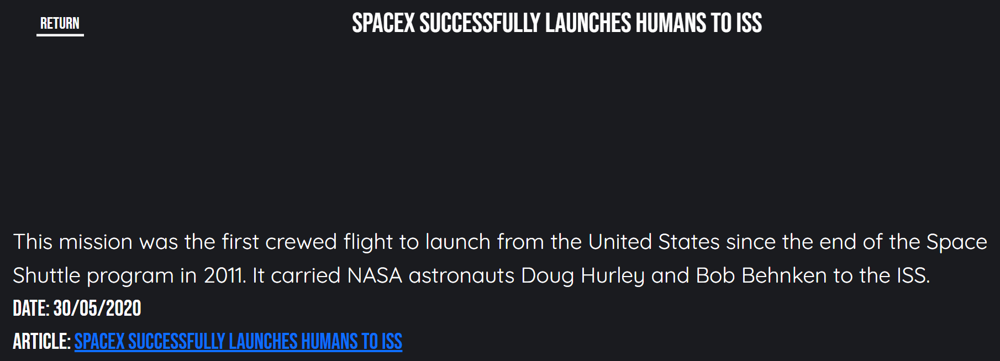 RETURN
SPACEX SUCCESSFULLY LAUNCHES HUMANS TO ISS
This mission was the first crewed flight to launch from the United States since the end of the Space
Shuttle program in 2011. It carried NASA astronauts Doug Hurley and Bob Behnken to the ISS.
DATE: 30/05/2020
ARTICLE: SPACEX SUCCESSFULLY LAUNCHES HUMANS TO ISS